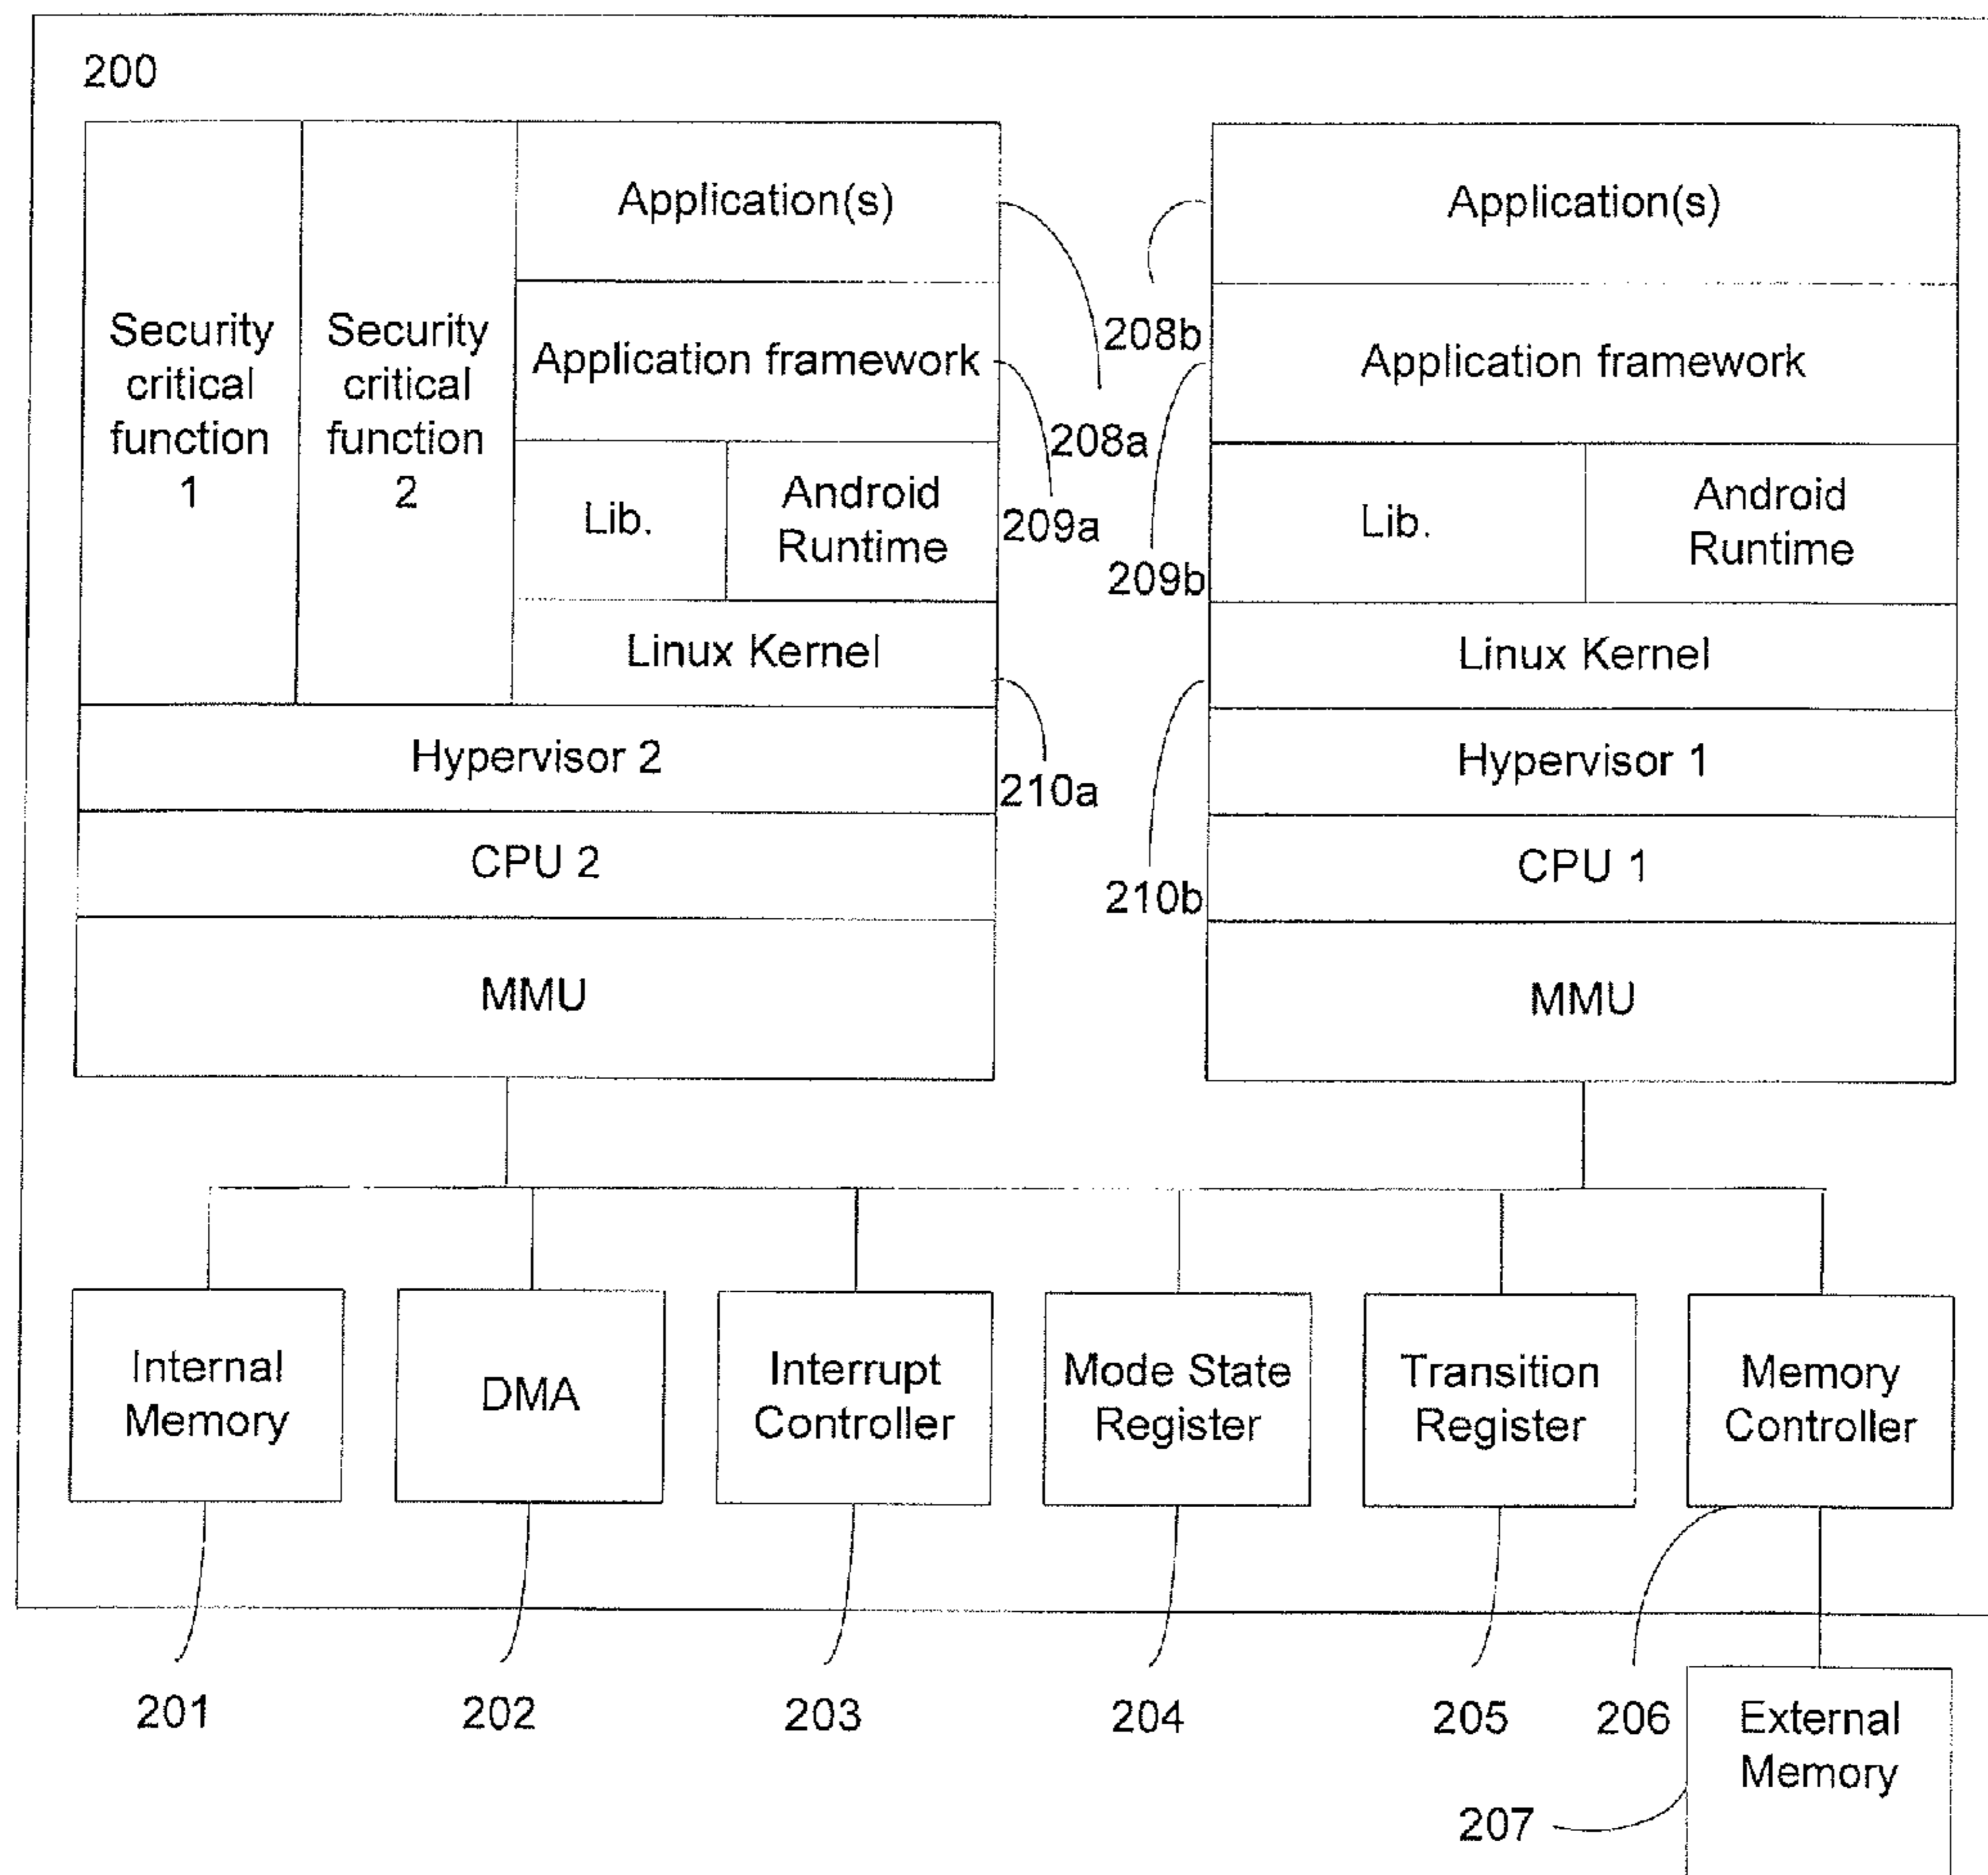 200
Security
critical
function
1
Security
critical
function
2
Application(s)
Application framework
Lib.
Android
Runtime
Linux Kernel
Hypervisor 2
CPU 2
MMU
208b
208a
209a
209b
210a
210b
Application(s)
Application framework
Lib.
Android
Runtime
Linux Kernel
Hypervisor 1
CPU 1
MMU
Internal
Memory
DMA
Interrupt
Controller
Mode State
Register
Transition
Register
Memory
Controller
201
202
203
204
205
206
External
Memory
207